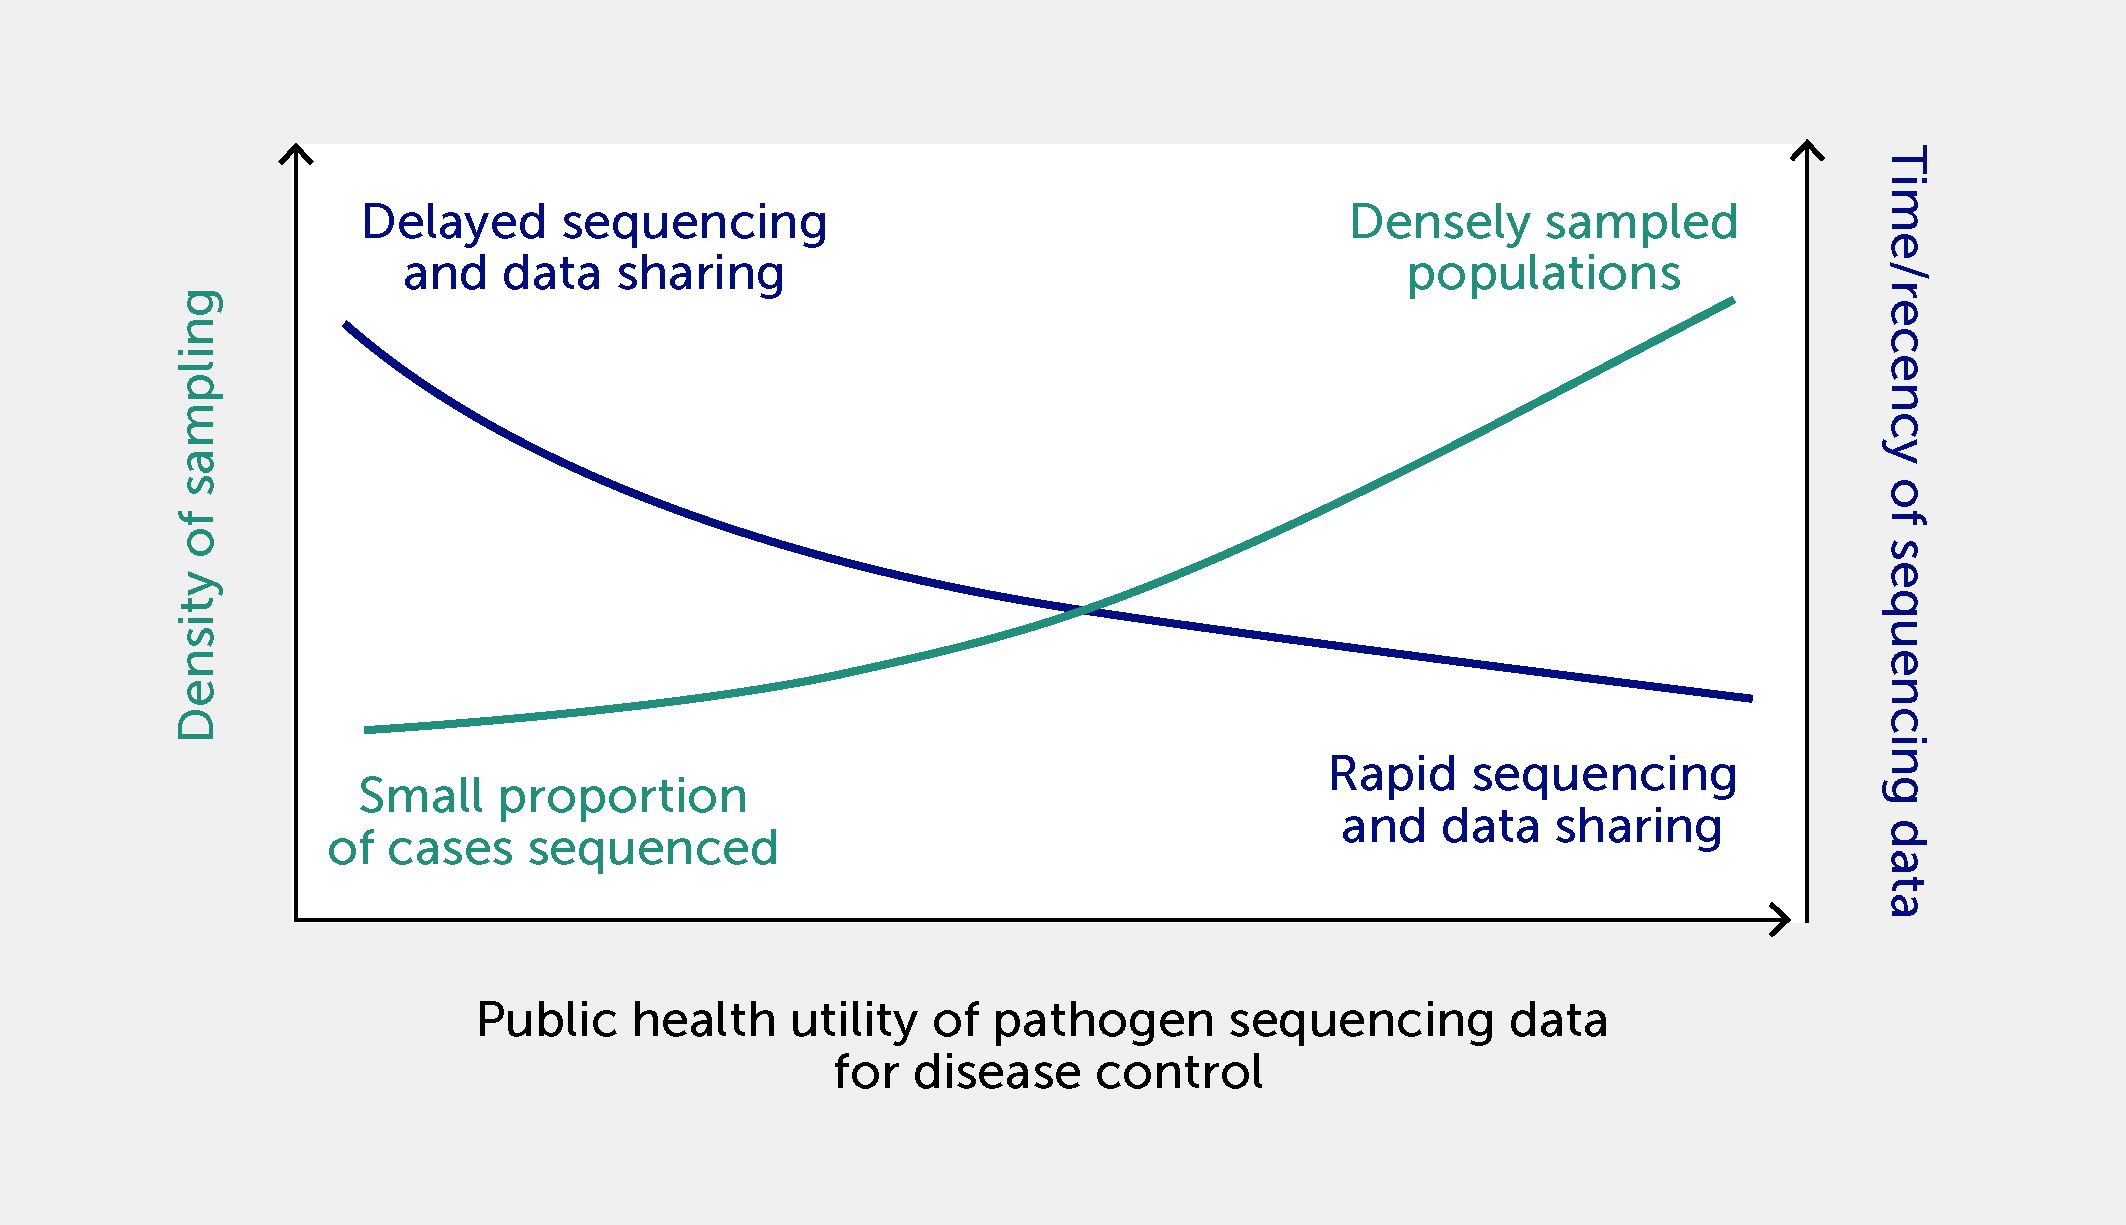 Delayed sequencing
and data sharing
Densely sampled
populations
Density of sampling
Time/recency of sequencing data
Small proportion
of cases sequenced
Rapid sequencing
and data sharing
Public health utility of pathogen sequencing data
for disease control